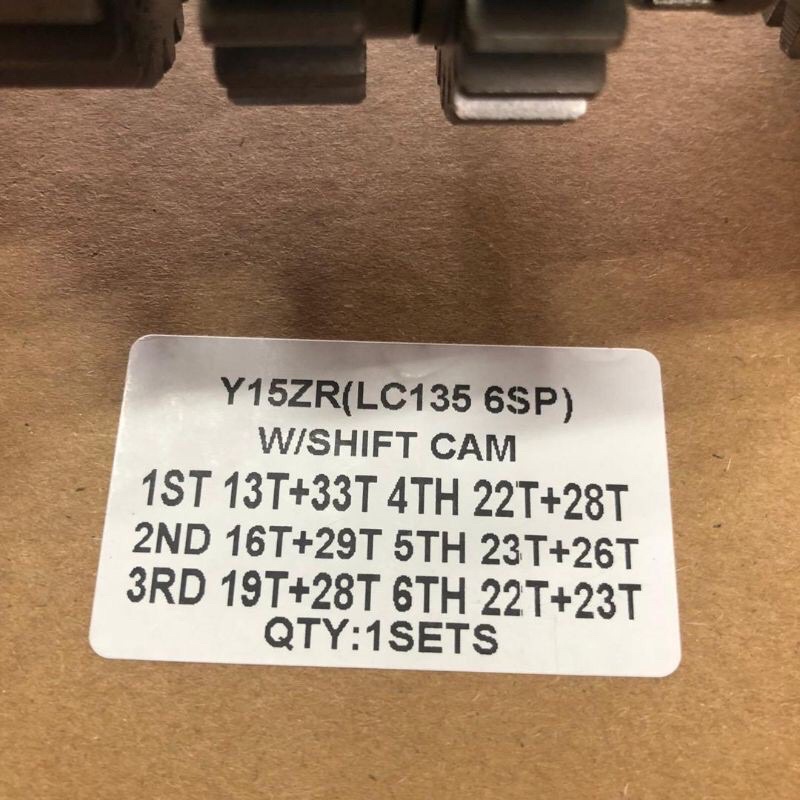 Y15ZR(LC135 6SP)
W/SHIFT CAM
1ST 13T+33T 4TH 22T+28T
2ND 16T+29T 5TH 23T+26T
3RD 19T+28T 6TH 22T+23T
QTY:1SETS